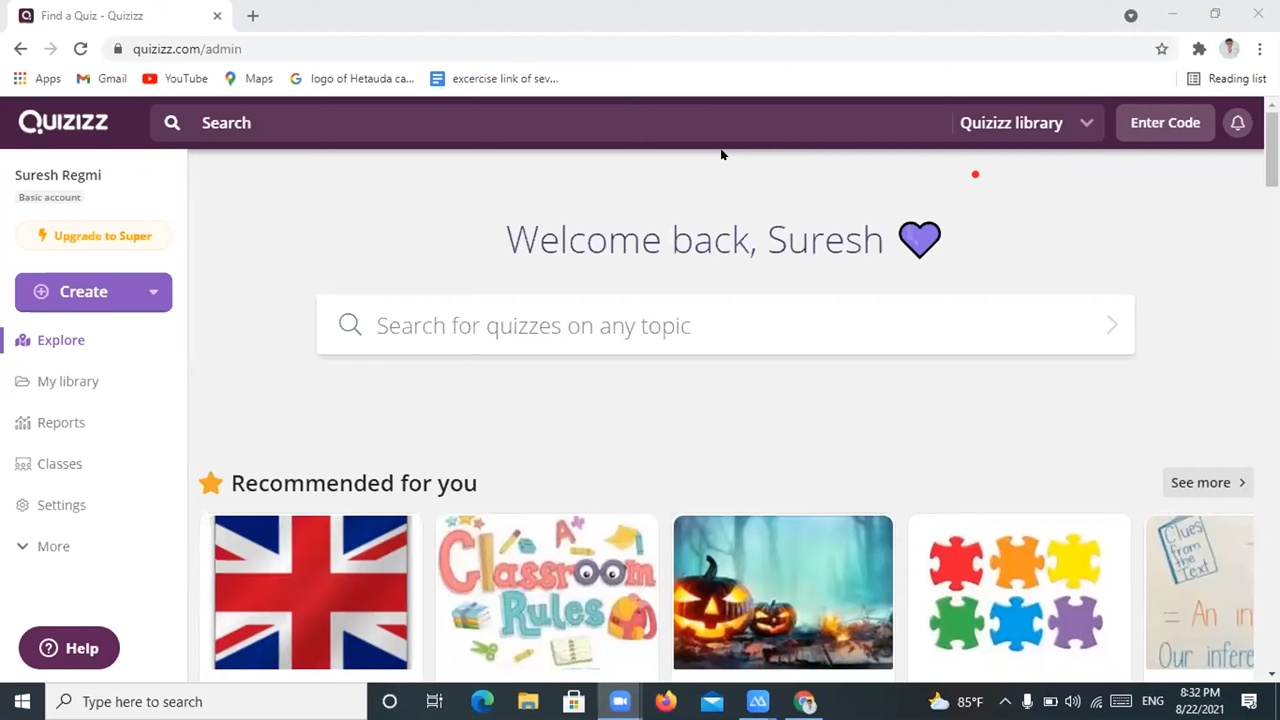 Find a Quiz - Quizizz
quizizz.com/admin
Apps
Gmail
YouTube
Maps
logo of Hetauda ca...
excercise link of sev...
Reading list
QUIZIZZ
Search
Quizizz library
Enter Code
Suresh Regmi
Basic account
Upgrade to Super
Create
Explore
My library
Reports
Classes
Settings
More
Help
Welcome back, Suresh
Search for quizzes on any topic
Recommended for you
See more
Classroom
Rules
Clues
from the
Text
= An in
Our infere
Type here to search
85°F
ENG
8:32 PM
8/22/2021